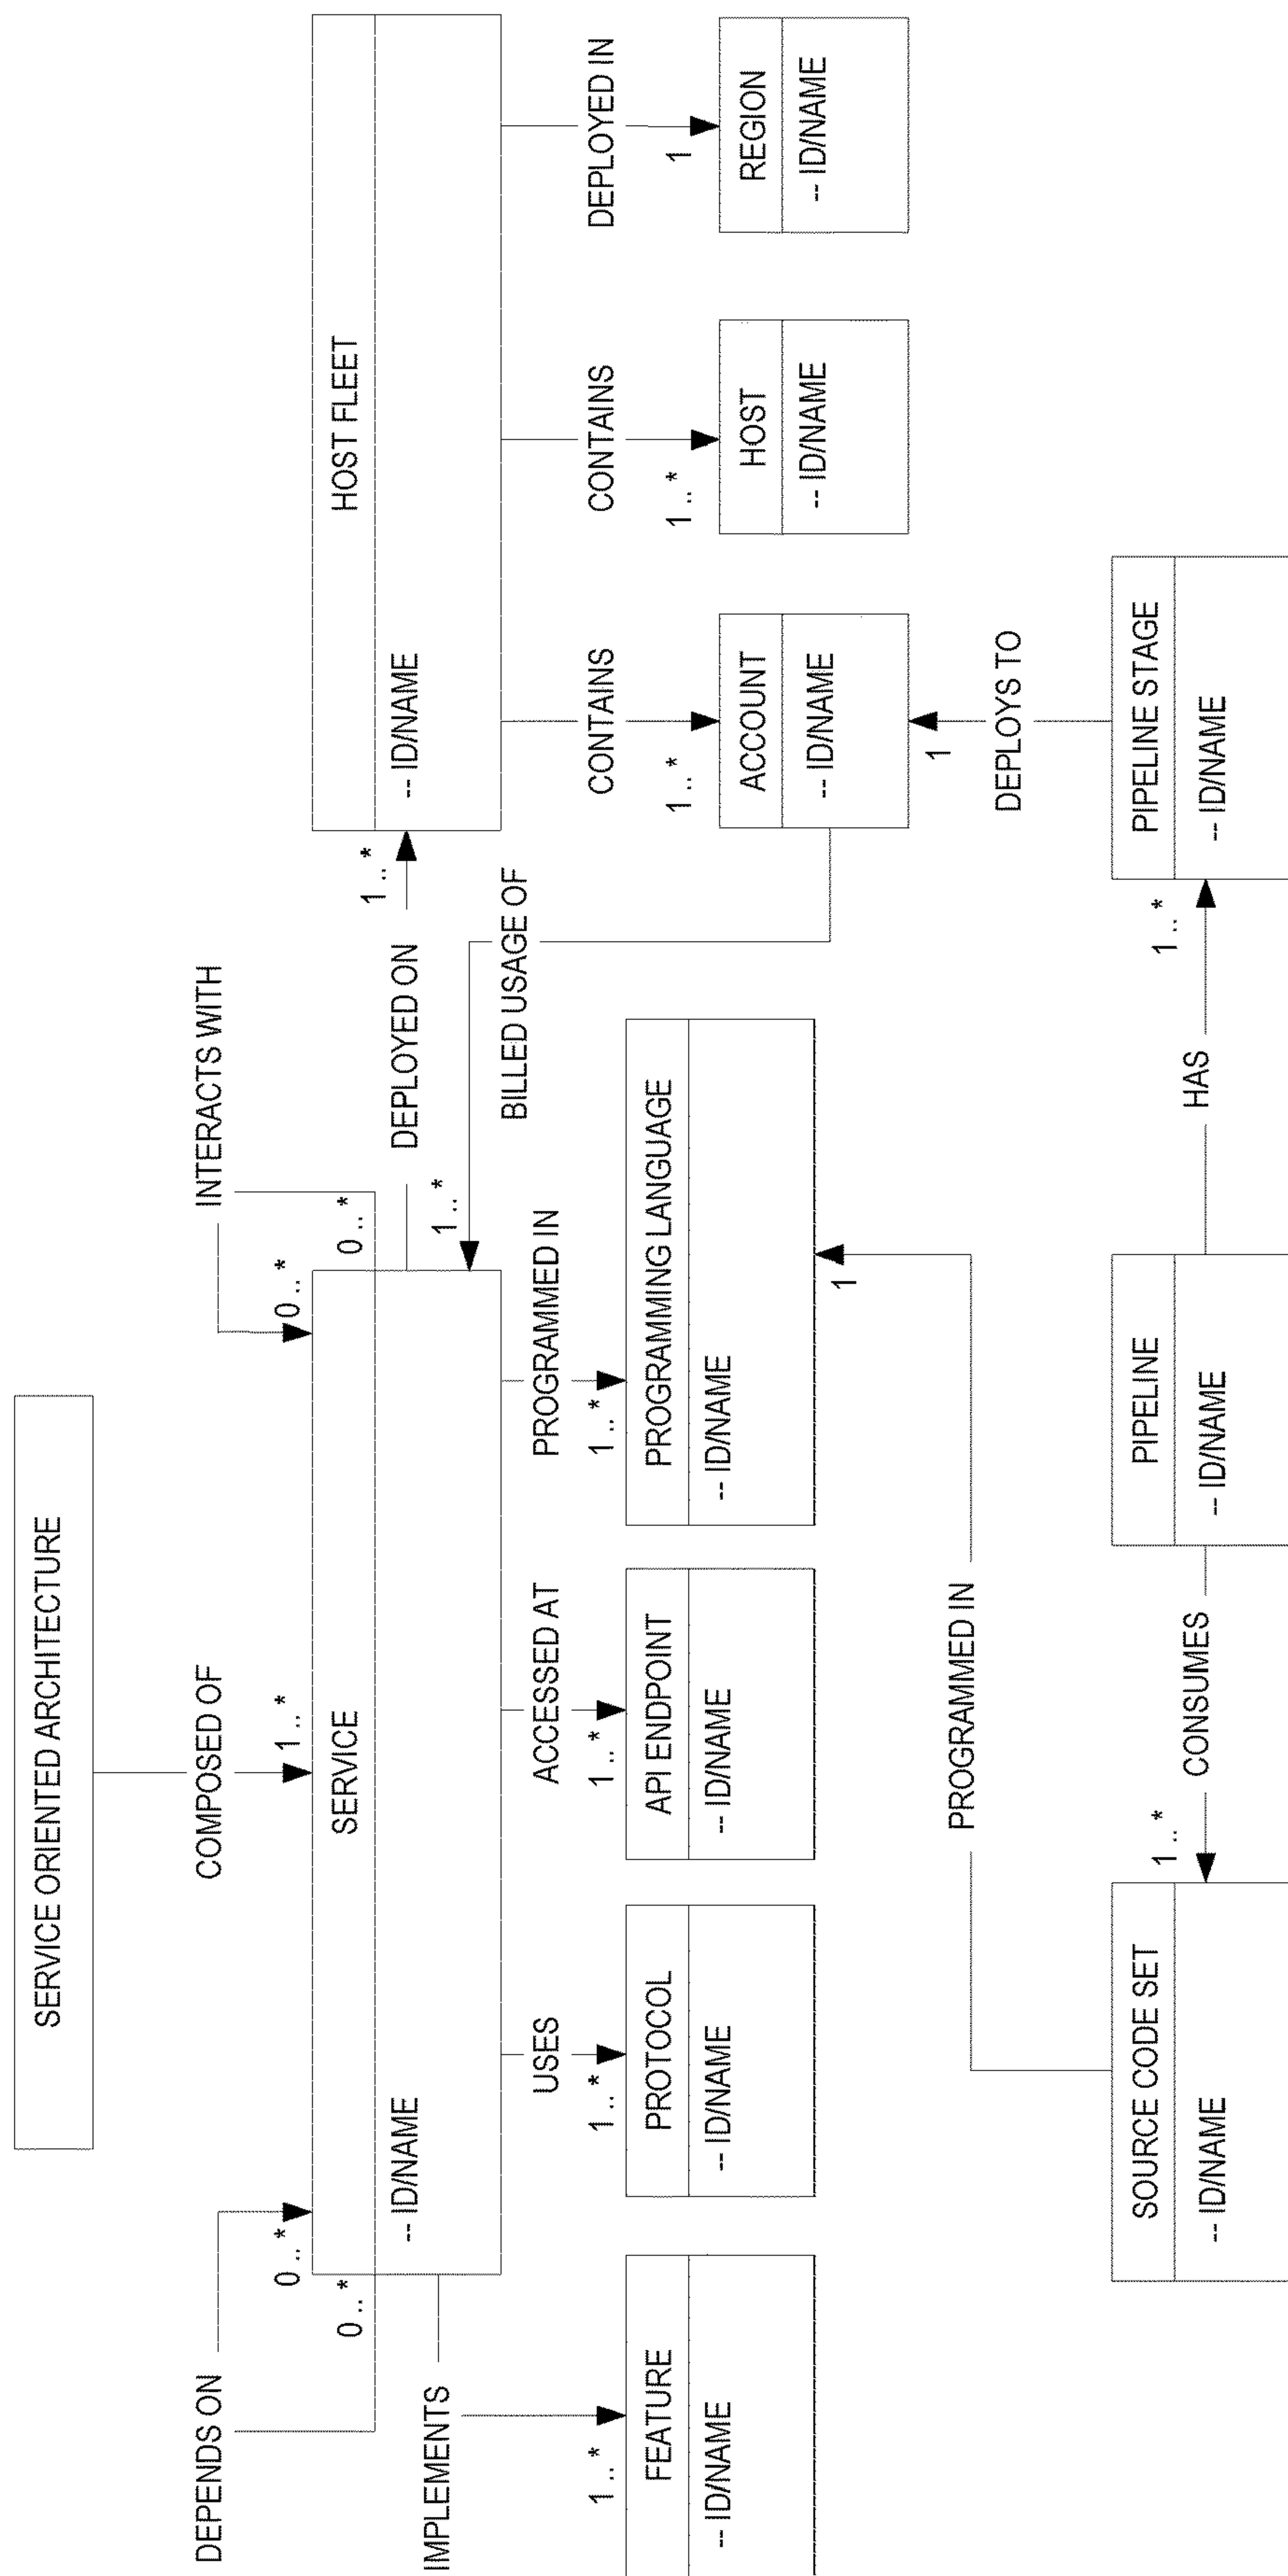 SERVICE ORIENTED ARCHITECTURE
DEPENDS ON
COMPOSED OF
INTERACTS WITH
0..*
1..*
0..*
0..*
SERVICE
0..*
1..*
HOST FLEET
-- ID/NAME
DEPLOYED ON
-- ID/NAME
IMPLEMENTS
1..*
BILLED USAGE OF
USES
ACCESSED AT
PROGRAMMED IN
CONTAINS
CONTAINS
DEPLOYED IN
1..*
1..*
1..*
1..*
1..*
1..*
1
FEATURE
PROTOCOL
API ENDPOINT
PROGRAMMING LANGUAGE
ACCOUNT
HOST
REGION
-- ID/NAME
-- ID/NAME
-- ID/NAME
-- ID/NAME
-- ID/NAME
-- ID/NAME
-- ID/NAME
1
1
PROGRAMMED IN
DEPLOYS TO
SOURCE CODE SET
1..*
PIPELINE
1..*
PIPELINE STAGE
CONSUMES
HAS
-- ID/NAME
-- ID/NAME
-- ID/NAME